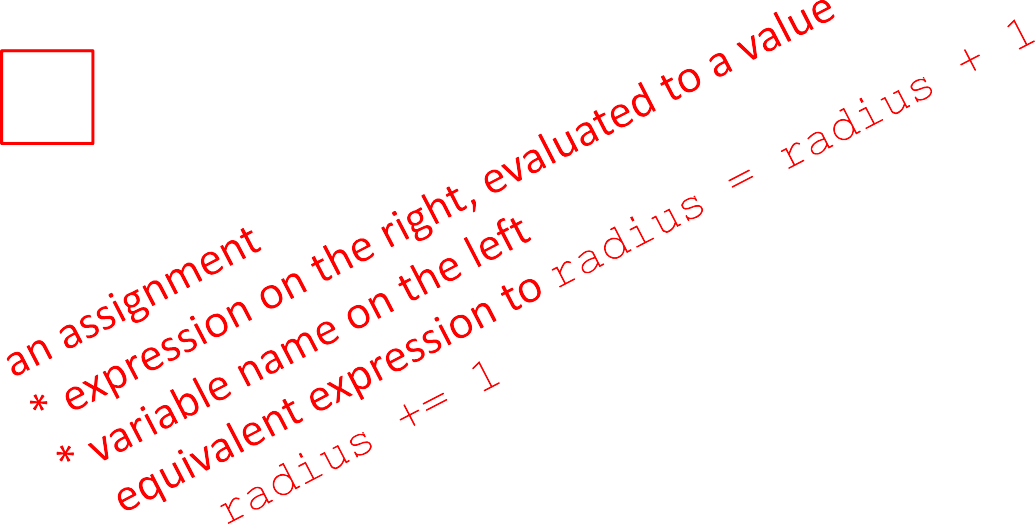 an assignment
* expression on the right, evaluated to a value
* variable name on the left
equivalent expression to radius = radius + 1
radius += 1